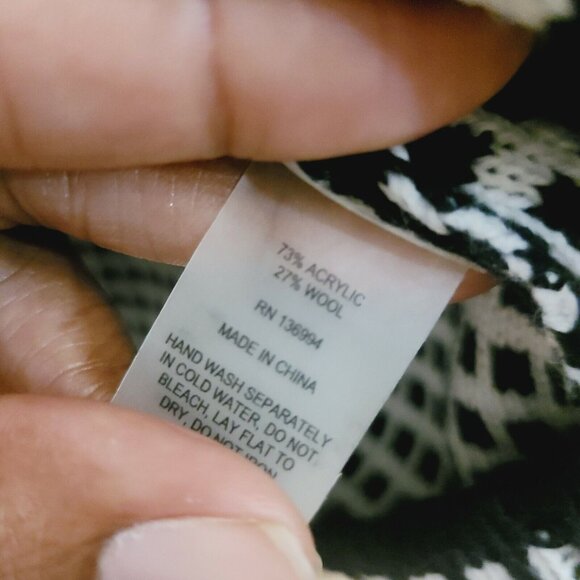 73% ACRYLIC
27% WOOL
RN 136994
MADE IN CHINA
HAND WASH SEPARATELY
IN COLD WATER, DO NOT
BLEACH, LAY FLAT TO
DRY, DO NOT IRON